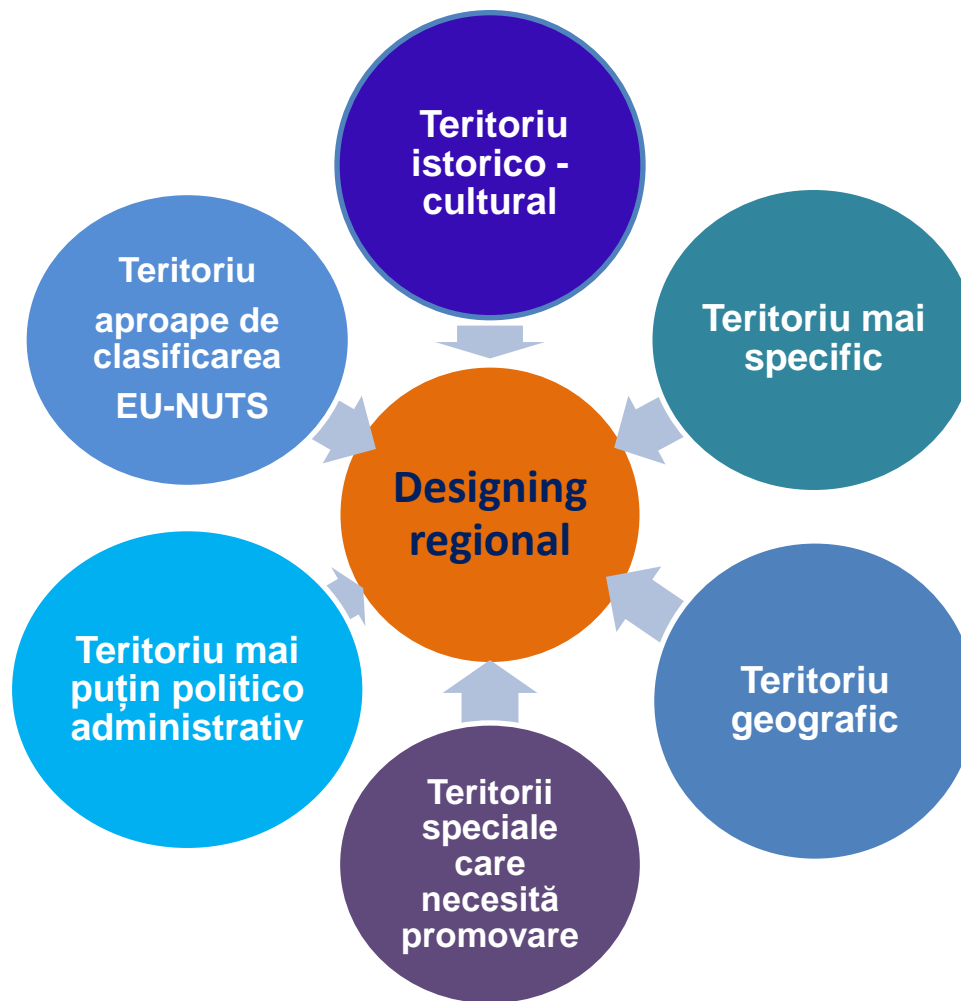 Teritoriu
istorico -
cultural
Teritoriu mai
specific
Teritoriu
geografic
Teritorii
speciale
care
necesită
promovare
Teritoriu mai
puțin politico
administrativ
Teritoriu
aproape de
clasificarea
EU-NUTS
Designing
regional